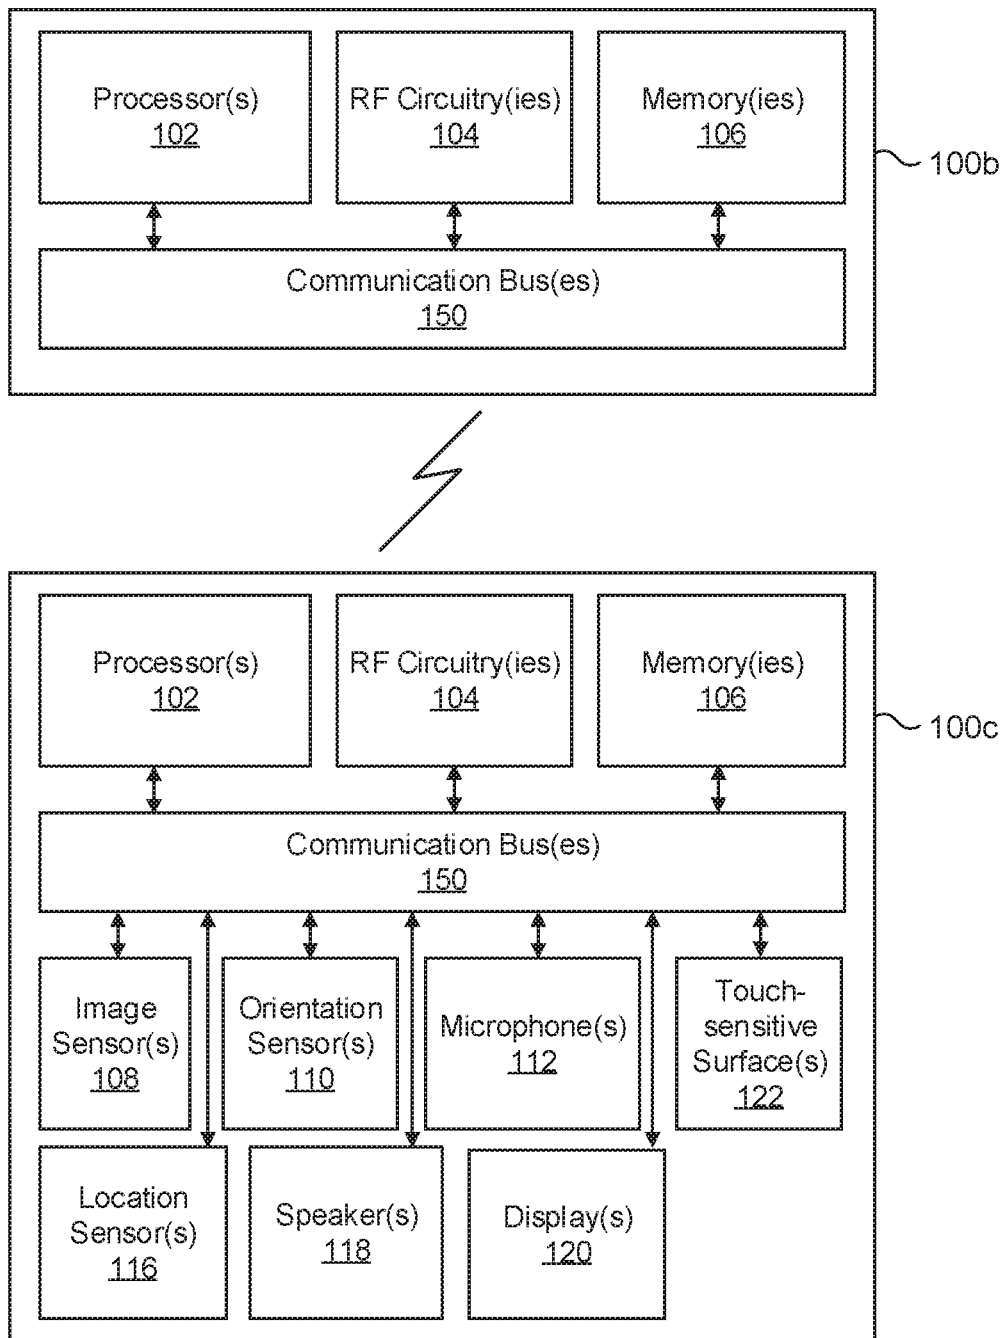 Processor(s)
102
RF Circuitry(ies)
104
Memory(ies)
106
100b
Communication Bus(es)
150
Processor(s)
102
RF Circuitry(ies)
104
Memory(ies)
106
100c
Communication Bus(es)
150
Image
Sensor(s)
108
Orientation
Sensor(s)
110
Microphone(s)
112
Touch-
sensitive
Surface(s)
122
Location
Sensor(s)
116
Speaker(s)
118
Display(s)
120